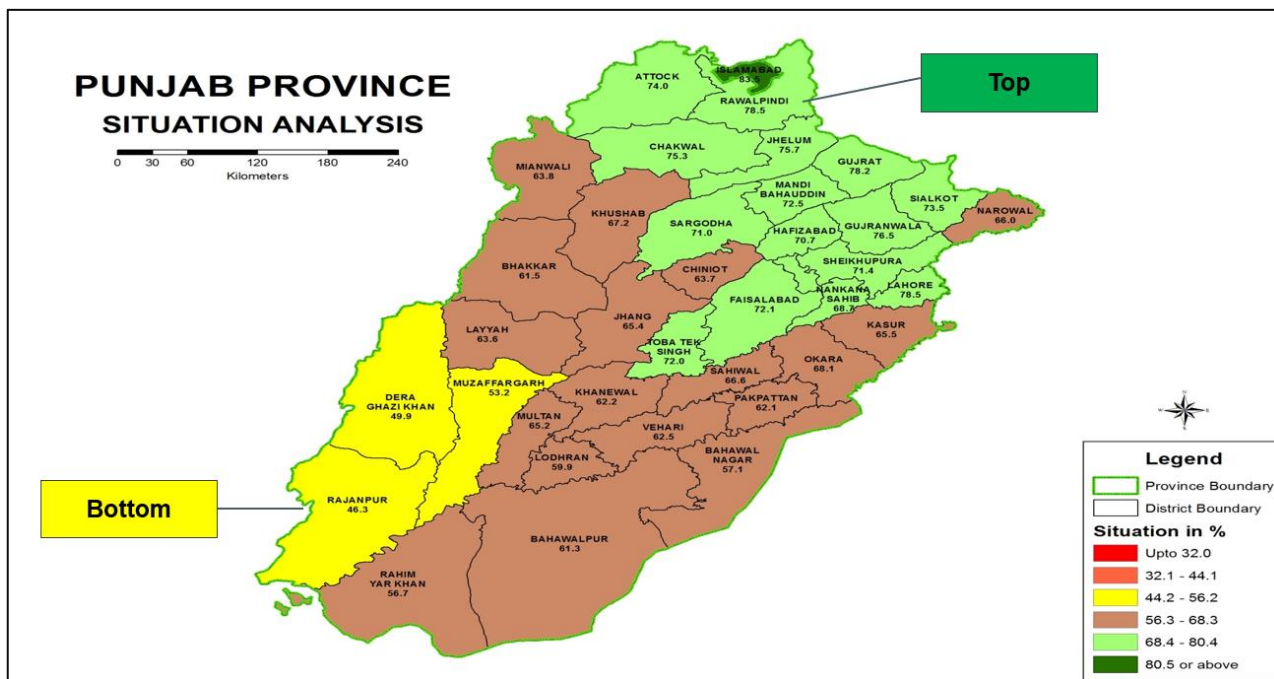 PUNJAB PROVINCE
SITUATION ANALYSIS
0 30 60 120 180 240
Kilometers
Top
Bottom
ISLAMABAD
83.5
ATTOCK
74.0
RAWALPINDI
78.5
CHAKWAL
75.3
JHELUM
75.7
GUJRAT
78.2
MIANWALI
63.8
MANDI
BAHAUDDIN
72.5
SIALKOT
73.5
NAROWAL
66.0
KHUSHAB
67.2
SARGODHA
71.0
HAFIZABAD
70.7
GUJRANWALA
76.5
BHAKKAR
61.5
CHINIOT
63.7
SHEIKHUPURA
71.4
FAISALABAD
72.1
NANKANA
SAHIB
68.7
LAHORE
78.5
LAYYAH
63.6
JHANG
65.4
KASUR
65.5
TOBA TEK
SINGH
72.0
OKARA
68.1
SAHIWAL
66.6
MUZAFFARGARH
53.2
KHANEWAL
62.2
PAKPATTAN
62.1
DERA
GHAZI KHAN
49.9
MULTAN
65.2
VEHARI
62.5
LODHRAN
59.9
BAHAWAL
NAGAR
57.1
RAJANPUR
46.3
BAHAWALPUR
61.3
RAHIM
YAR KHAN
56.7
N
W E
S
Legend
Province Boundary
District Boundary
Situation in %
Upto 32.0
32.1 - 44.1
44.2 - 56.2
56.3 - 68.3
68.4 - 80.4
80.5 or above